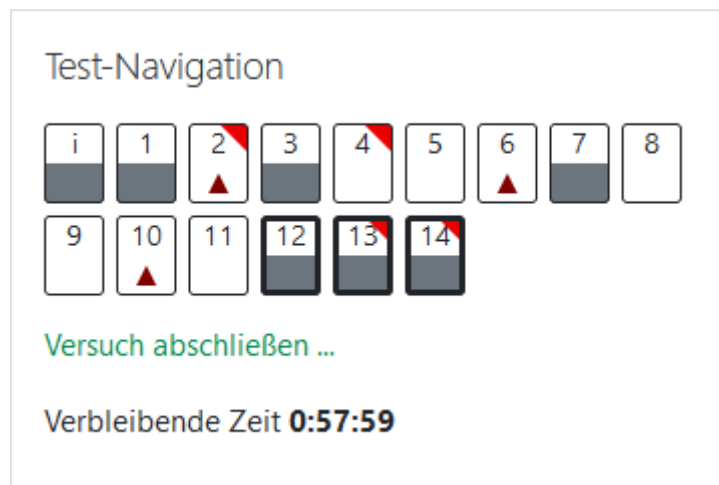 Test-Navigation
i 1 2 3 4 5 6 7 8
9 10 11 12 13 14
Versuch abschließen ...
Verbleibende Zeit 0:57:59